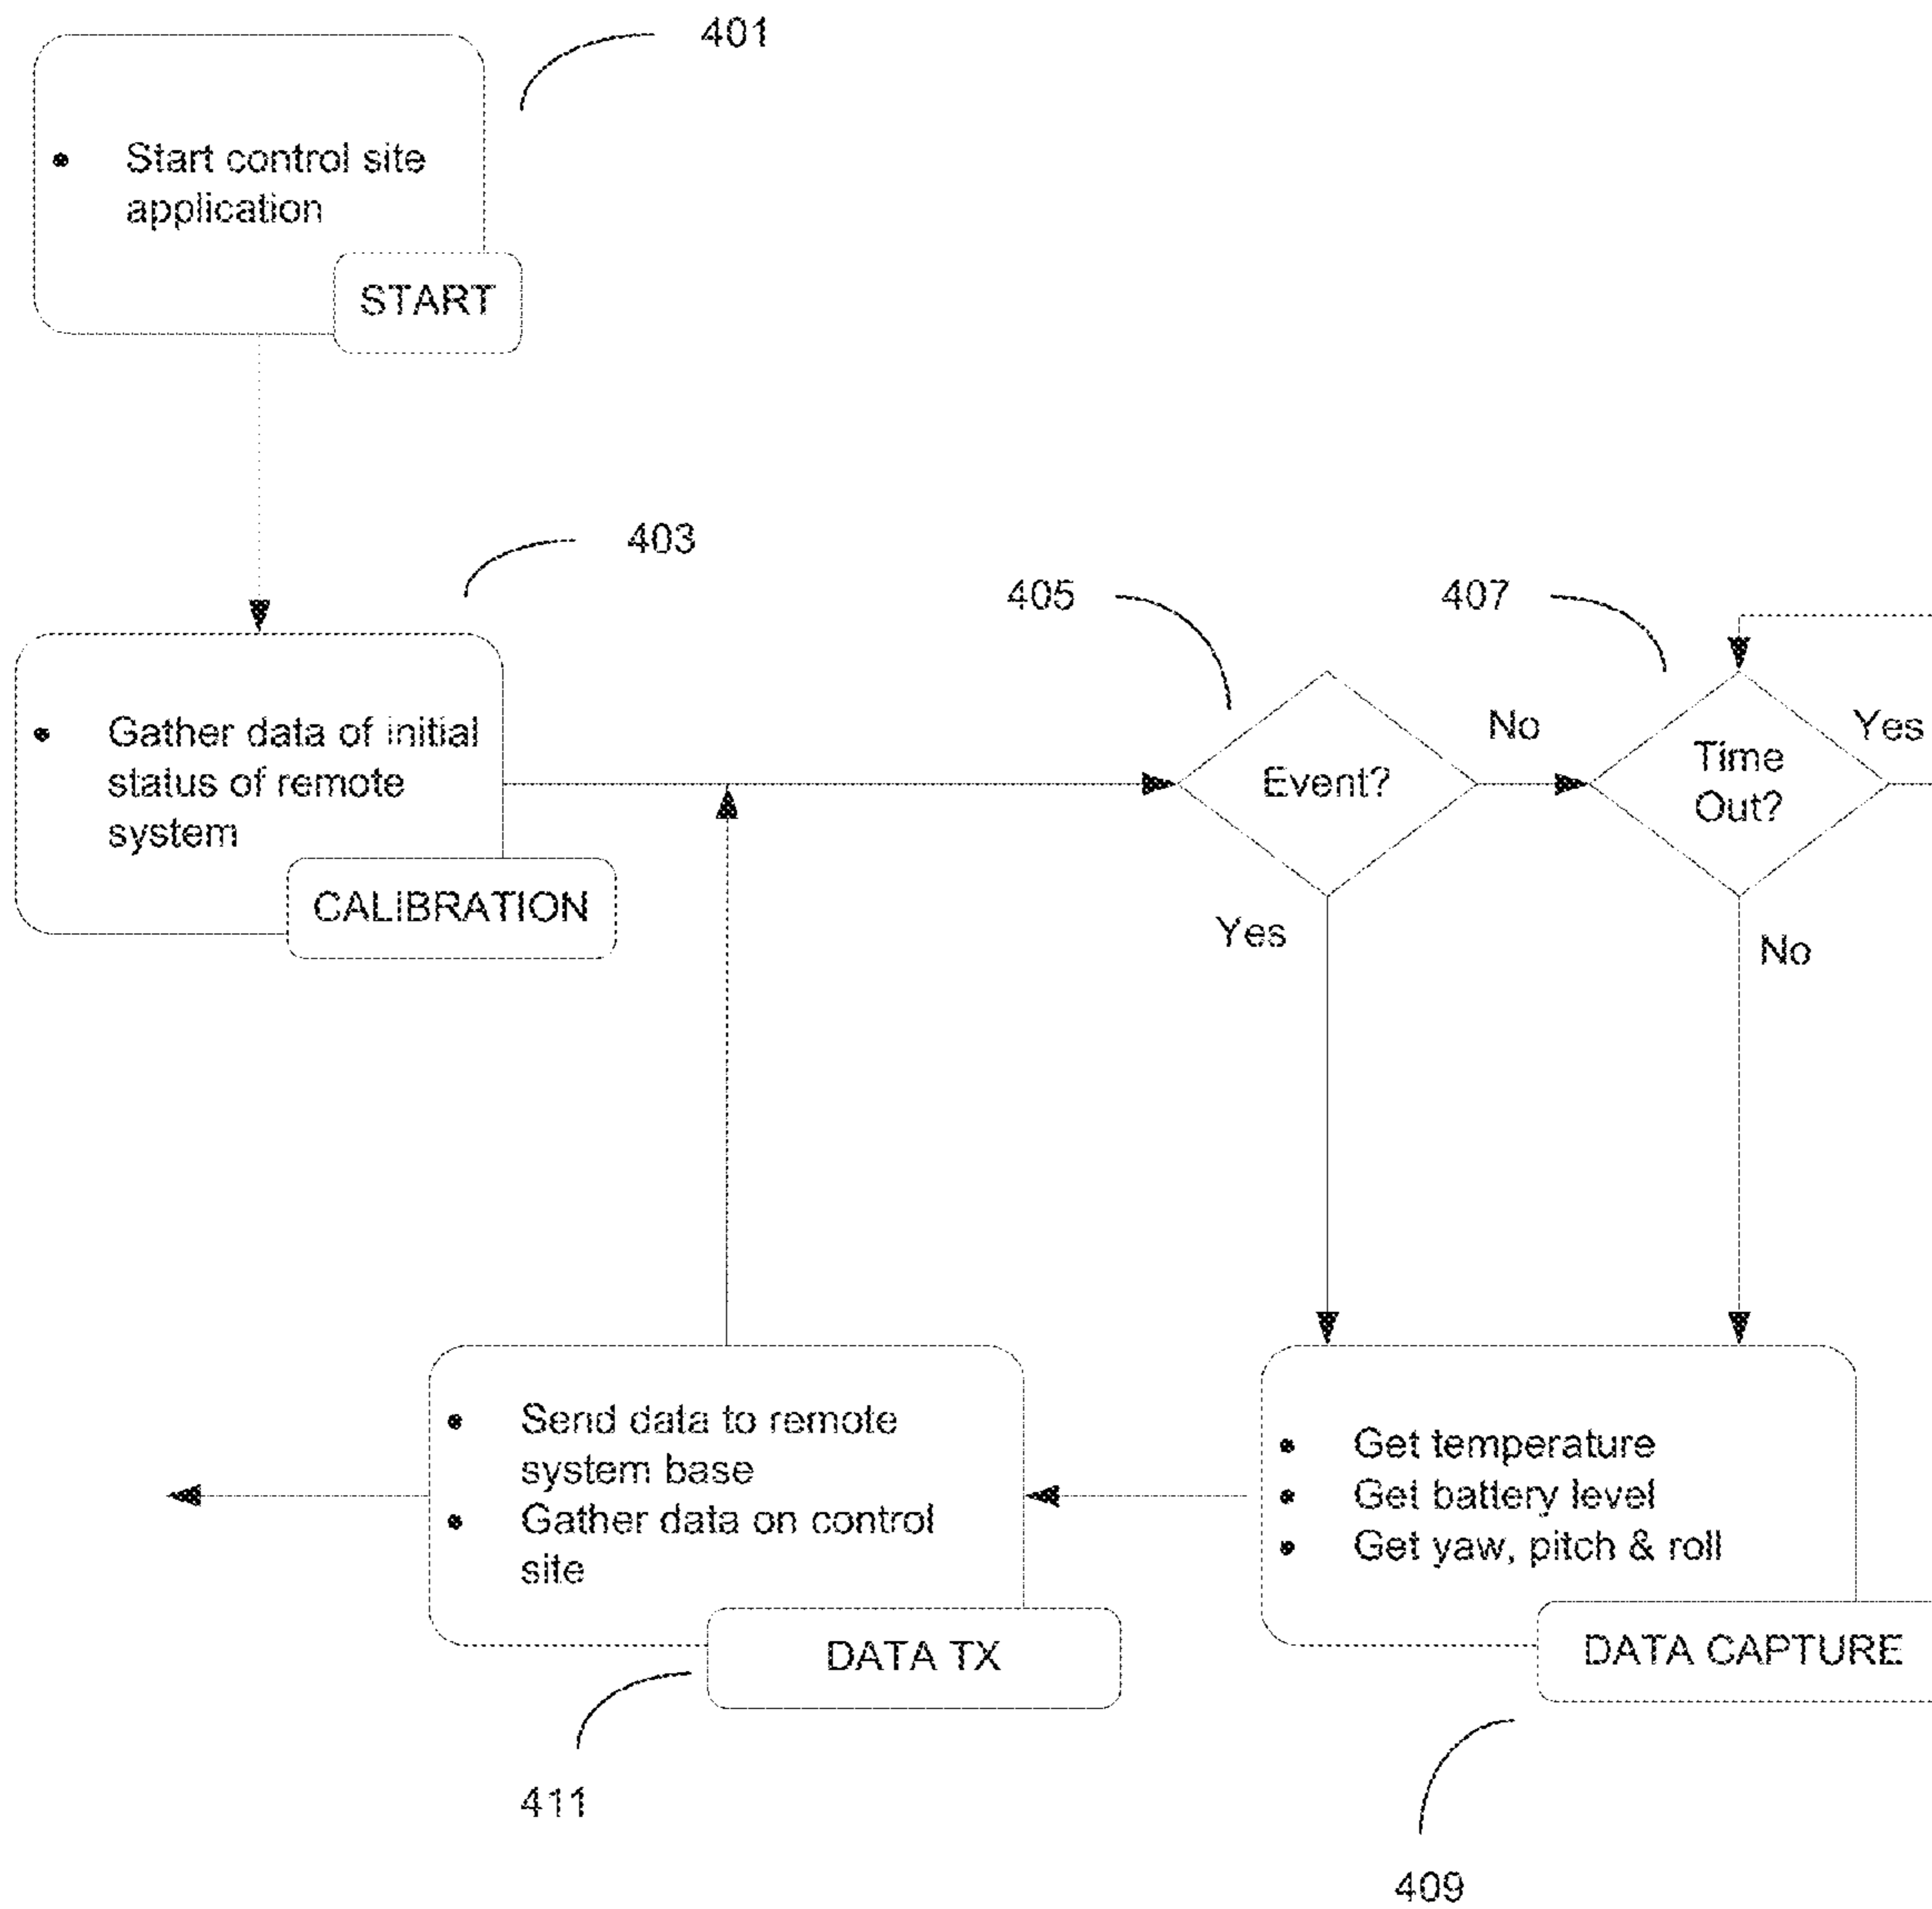 401
• Start control site
application
START
403
• Gather data of initial
status of remote
system
CALIBRATION
405
Event?
No
Yes
407
Time
Out?
Yes
No
• Get temperature
• Get battery level
• Get yaw, pitch & roll
DATA CAPTURE
409
• Send data to remote
system base
• Gather data on control
site
DATA TX
411